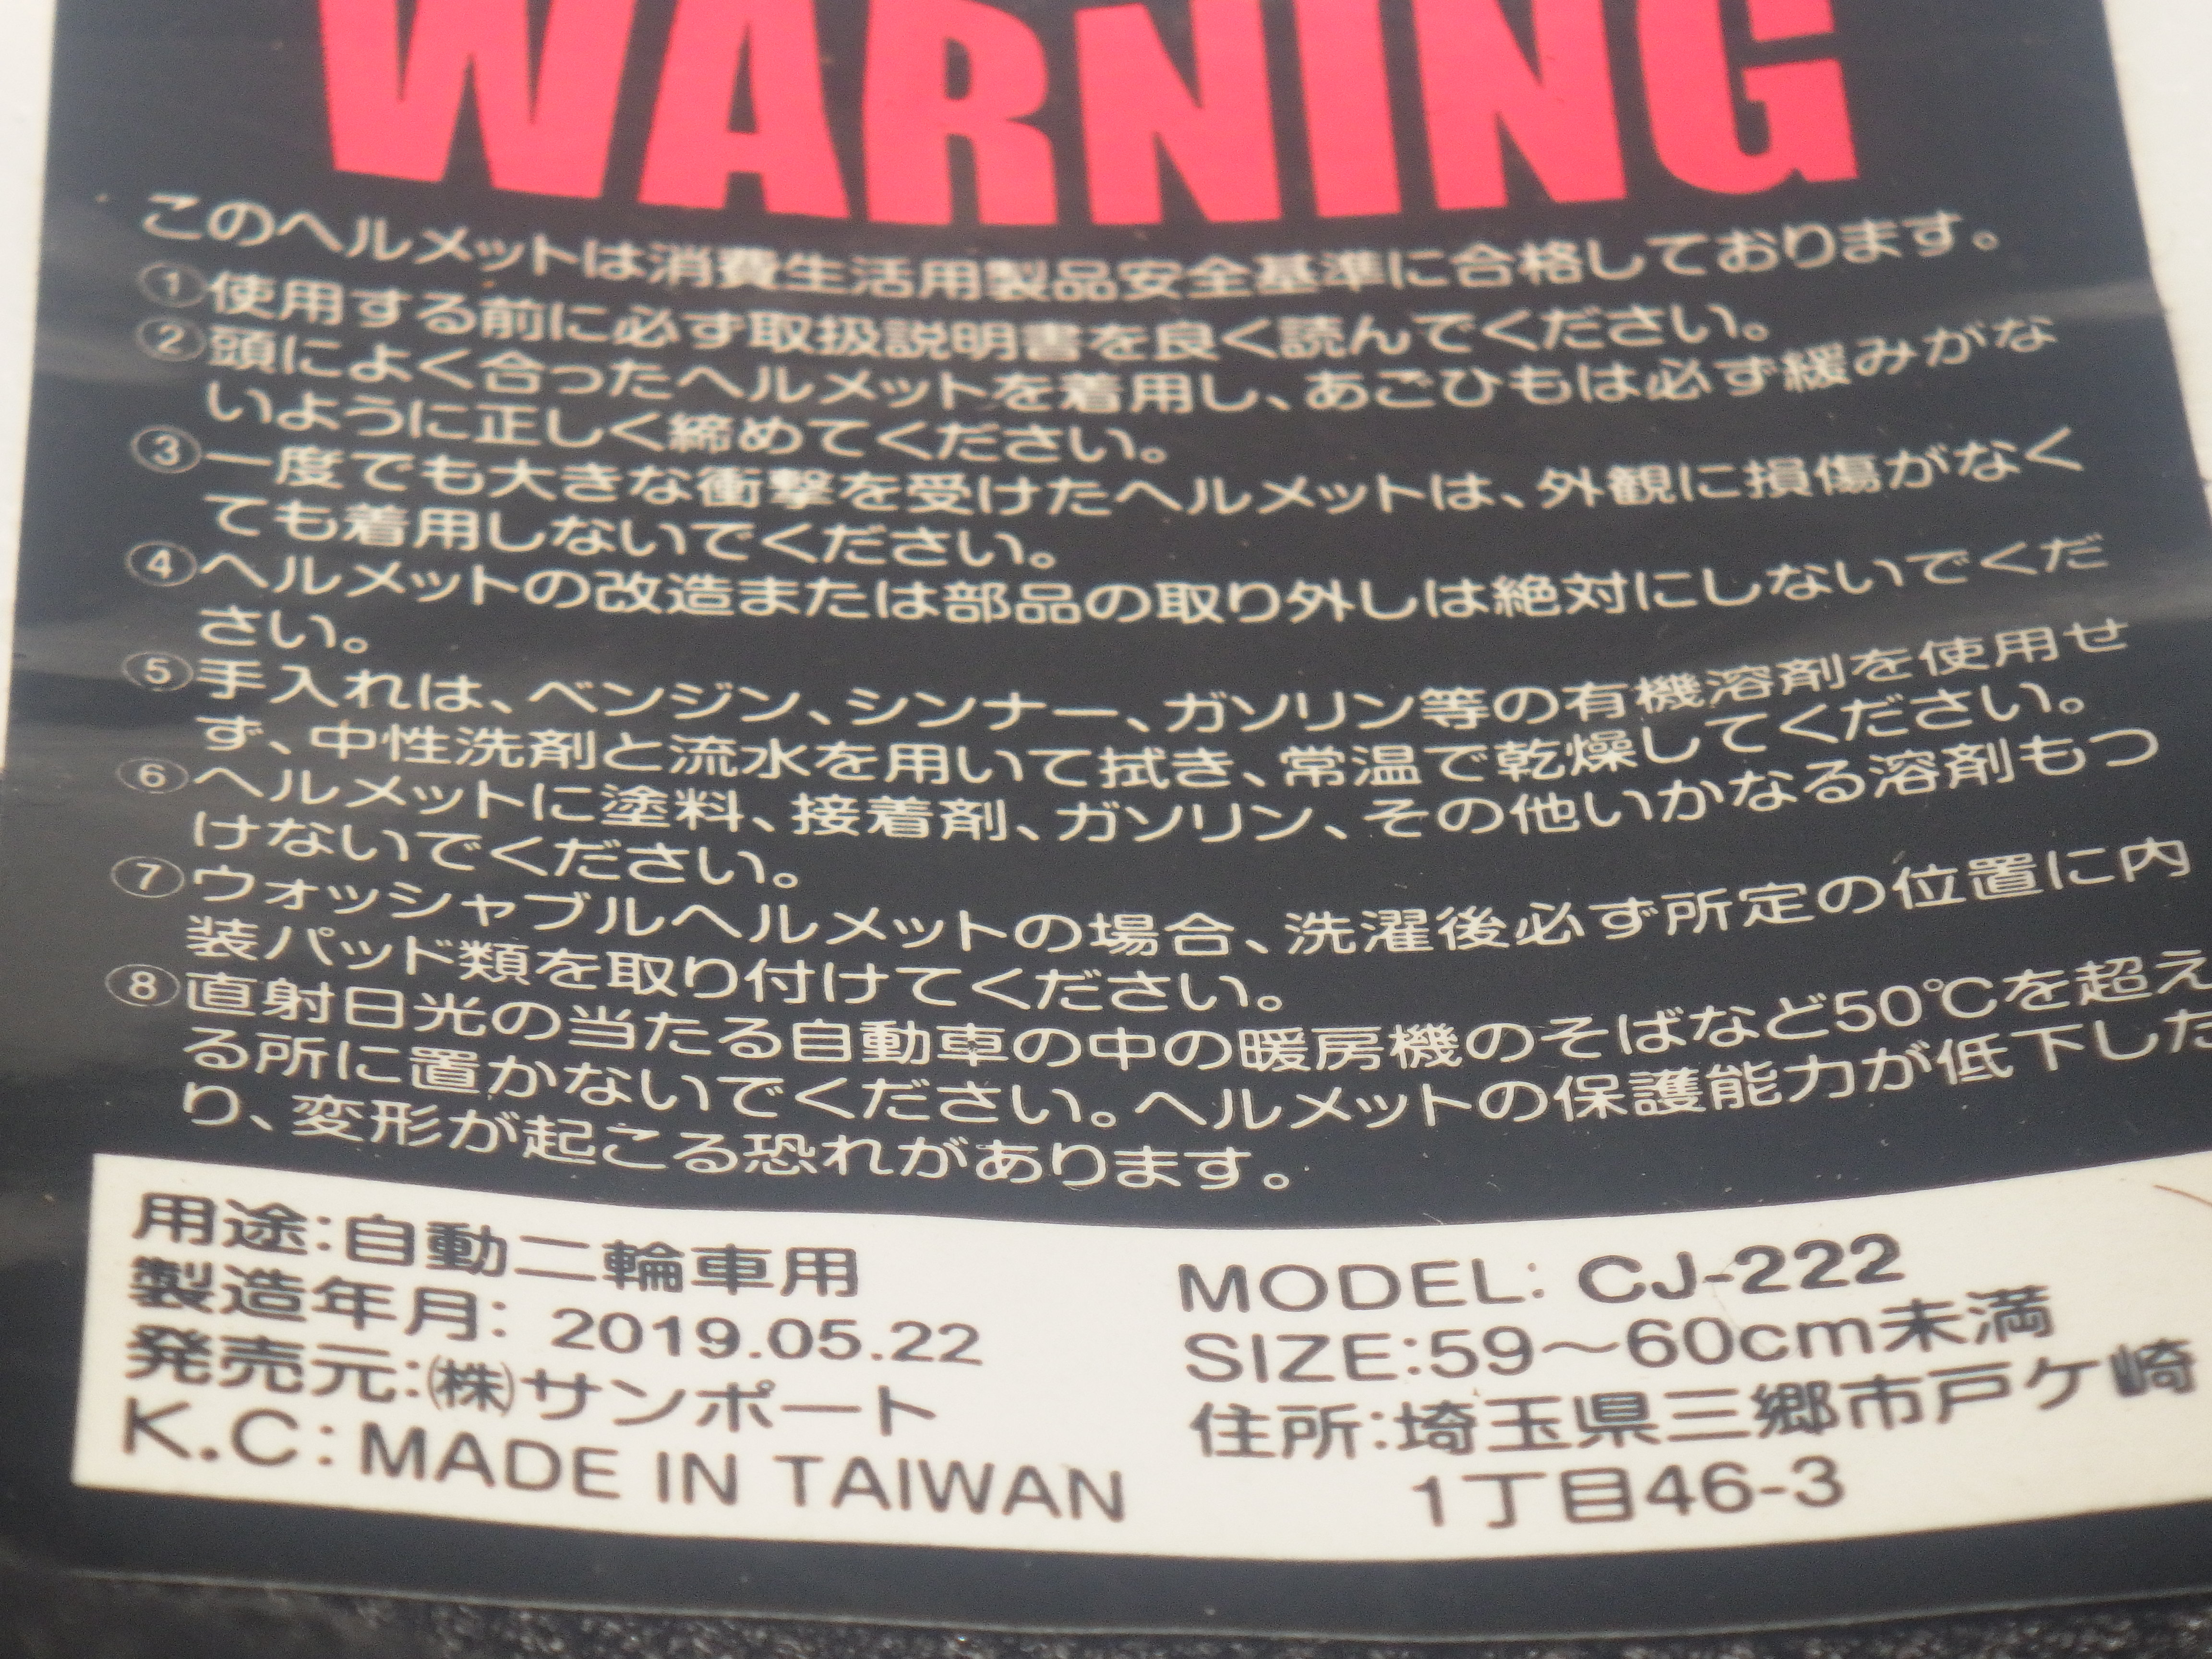 WARNING
このヘルメットは消費生活用製品安全基準に合格しております。
①使用する前に必ず取扱説明書を良く読んでください。
②頭によく合ったヘルメットを着用し、あごひもは必ず緩みがな
いように正しく締めてください。
③一度でも大きな衝撃を受けたヘルメットは、外観に損傷がなく
ても着用しないでください。
④ヘルメットの改造または部品の取り外しは絶対にしないでくだ
さい。
⑤手入れは、ベンジン、シンナー、ガソリン等の有機溶剤を使用せ
ず、中性洗剤と流水を用いて拭き、常温で乾燥してください。
⑥ヘルメットに塗料、接着剤、ガソリン、その他いかなる溶剤もつ
けないでください。
⑦ウォッシャブルヘルメットの場合、洗濯後必ず所定の位置に内
装パッド類を取り付けてください。
⑧直射日光の当たる自動車の中の暖房機のそばなど50℃を超え
る所に置かないでください。ヘルメットの保護能力が低下した
り、変形が起こる恐れがあります。
用途:自動二輪車用
製造年月: 2019.05.22
発売元:㈱サンポート
K.C: MADE IN TAIWAN
MODEL: CJ-222
SIZE:59〜60cm未満
住所:埼玉県三郷市戸ケ崎
1丁目46-3